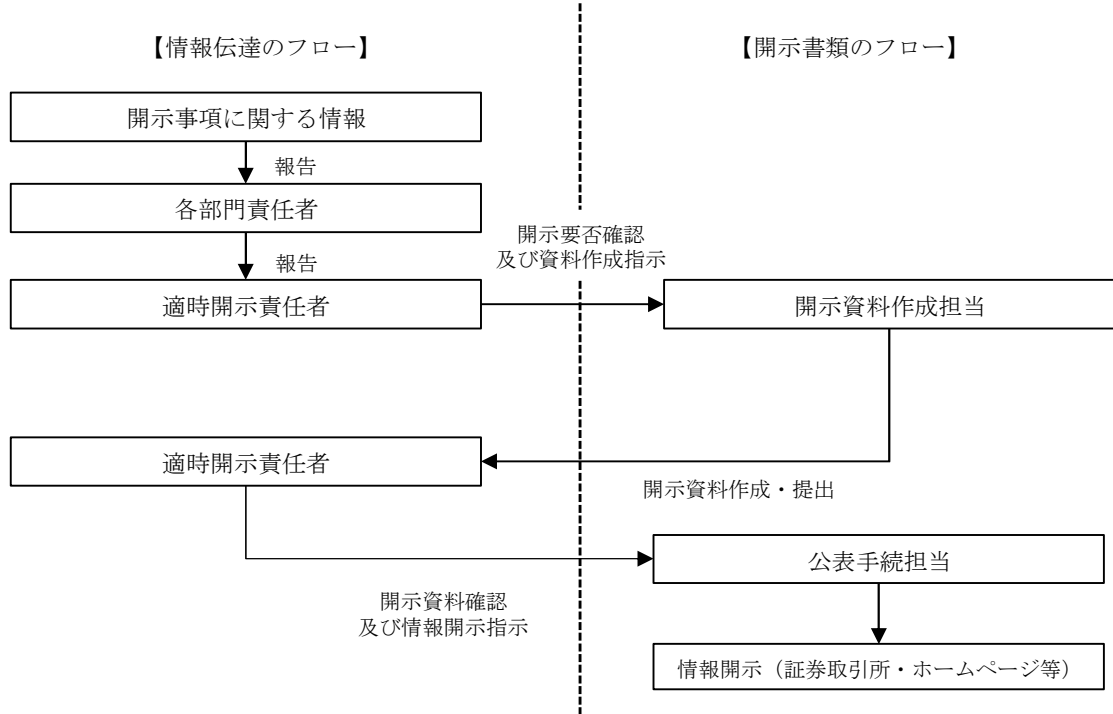 【情報伝達のフロー】
【開示書類のフロー】
開示事項に関する情報
報告
各部門責任者
開示要否確認
及び資料作成指示
報告
適時開示責任者
開示資料作成担当
適時開示責任者
開示資料作成・提出
公表手続担当
開示資料確認
及び情報開示指示
情報開示（証券取引所・ホームページ等）